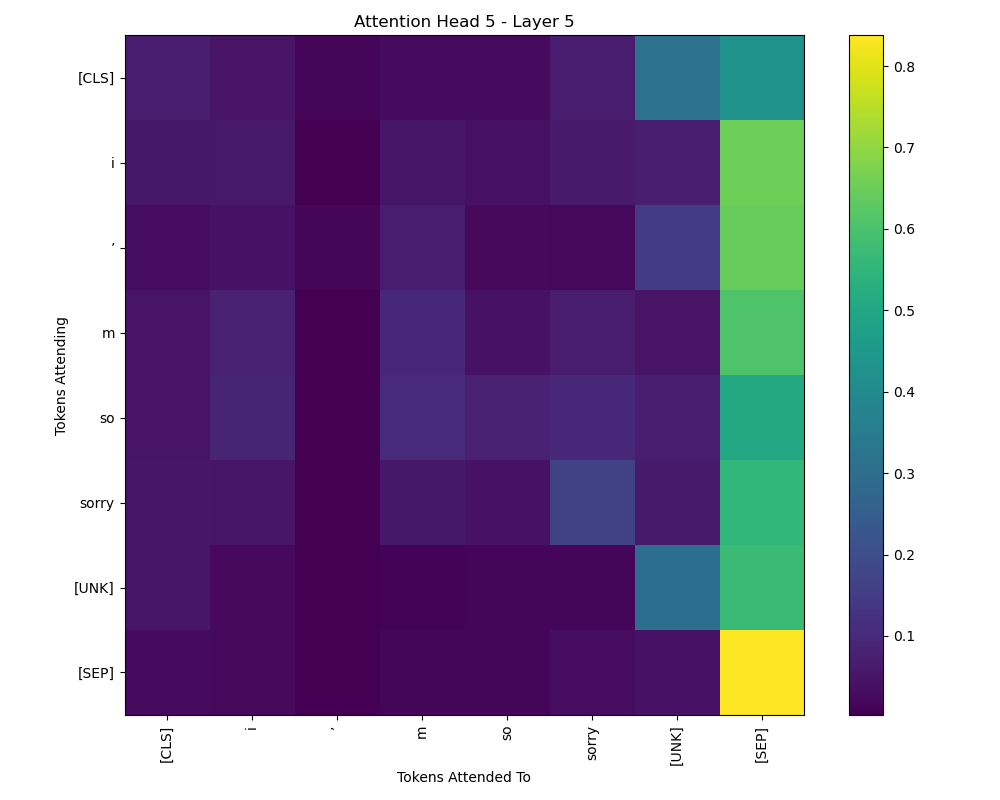 Attention Head 5 - Layer 5
Tokens Attending
[CLS]
i
’
m
so
sorry
[UNK]
[SEP]
[CLS]
i
’
m
so
sorry
[UNK]
[SEP]
Tokens Attended To
0.8
0.7
0.6
0.5
0.4
0.3
0.2
0.1